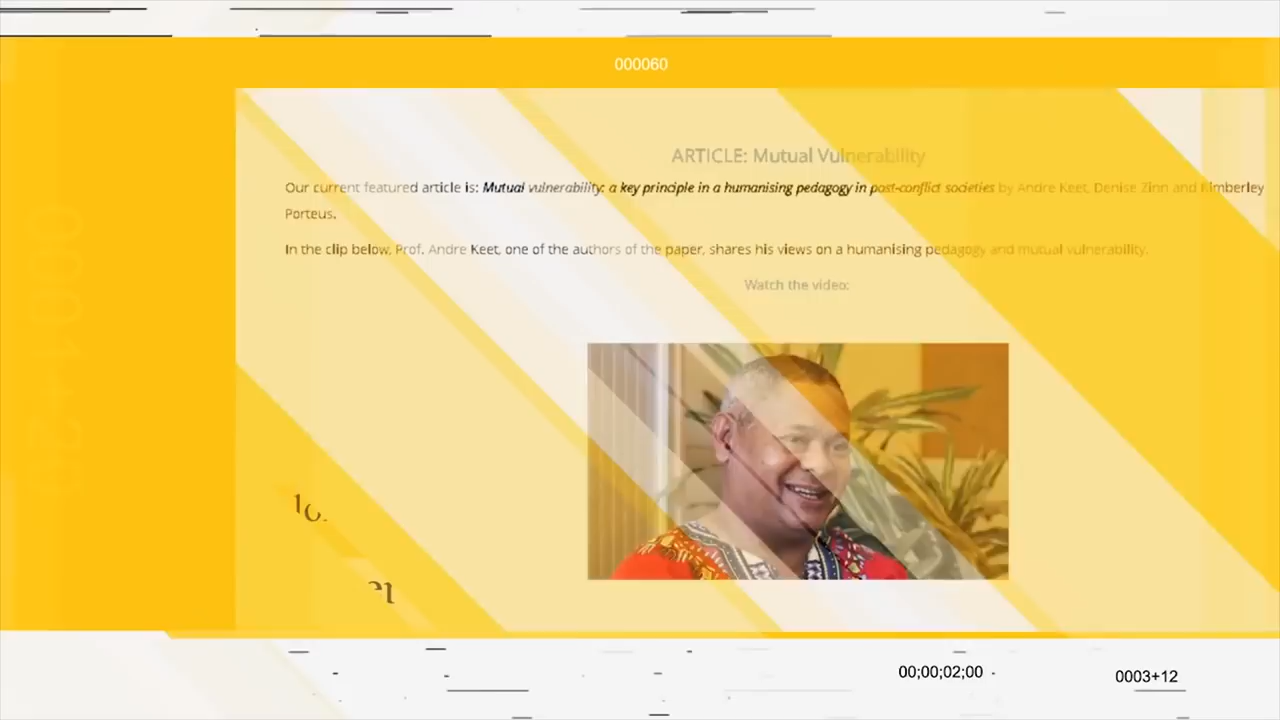 000060
ARTICLE: Mutual Vulnerability
Our current featured article is: Mutual vulnerability: a key principle in a humanising pedagogy in post-conflict societies by Andre Keet, Denise Zinn and Kimberley
Porteus.
In the clip below, Prof. Andre Keet, one of the authors of the paper, shares his views on a humanising pedagogy and mutual vulnerability.
Watch the video:
00;00;02;00
0003+12